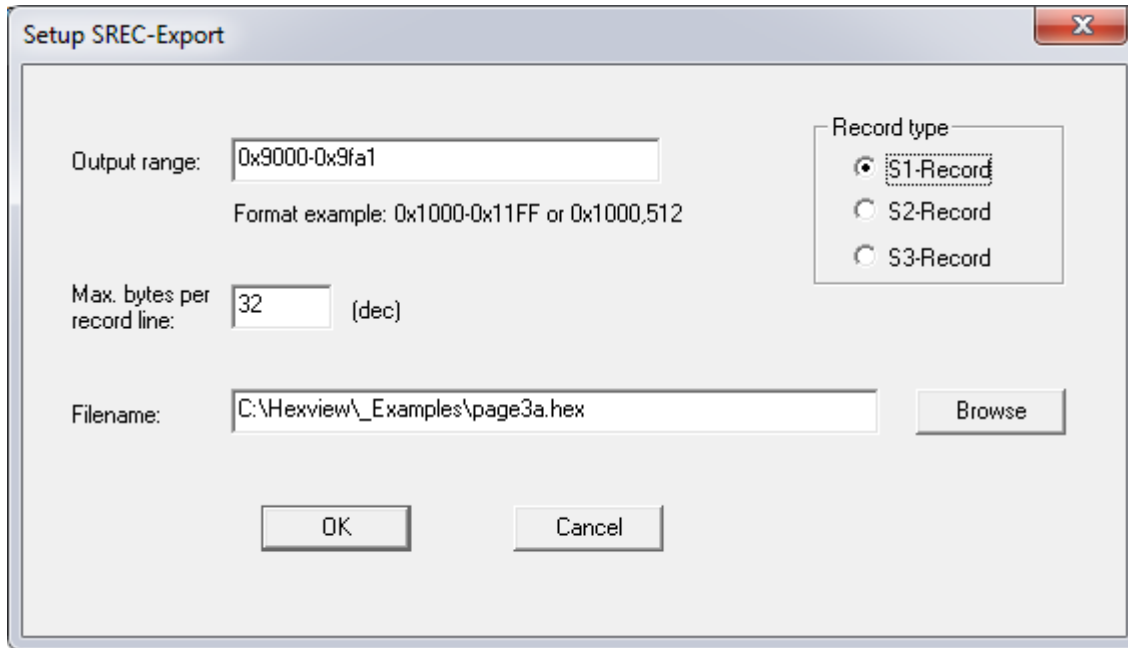 Setup SREC-Export
Output range:
0x9000-0x9fa1
Format example: 0x1000-0x11FF or 0x1000,512
Record type
S1-Record
S2-Record
S3-Record
Max. bytes per
record line:
32
(dec)
Filename:
C:\Hexview\_Examples\page3a.hex
Browse
OK
Cancel